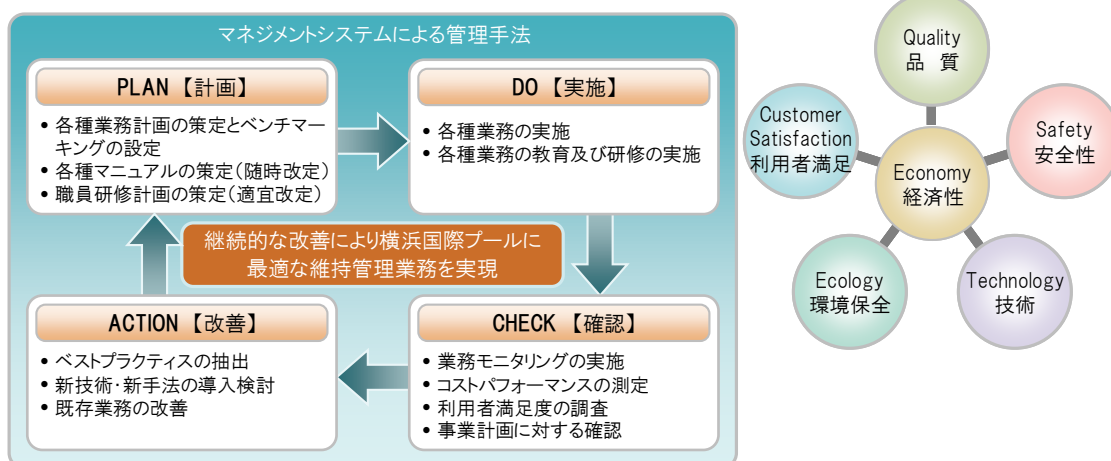 マネジメントシステムによる管理手法
PLAN 【計画】
• 各種業務計画の策定とベンチマー
キングの設定
• 各種マニュアルの策定(随時改定)
• 職員研修計画の策定(適宜改定)
DO 【実施】
• 各種業務の実施
• 各種業務の教育及び研修の実施
継続的な改善により横浜国際プールに
最適な維持管理業務を実現
ACTION 【改善】
• ベストプラクティスの抽出
• 新技術・新手法の導入検討
• 既存業務の改善
CHECK 【確認】
• 業務モニタリングの実施
• コストパフォーマンスの測定
• 利用者満足度の調査
• 事業計画に対する確認
Quality
品 質
Customer
Satisfaction
利用者満足
Safety
安全性
Economy
経済性
Ecology
環境保全
Technology
技術